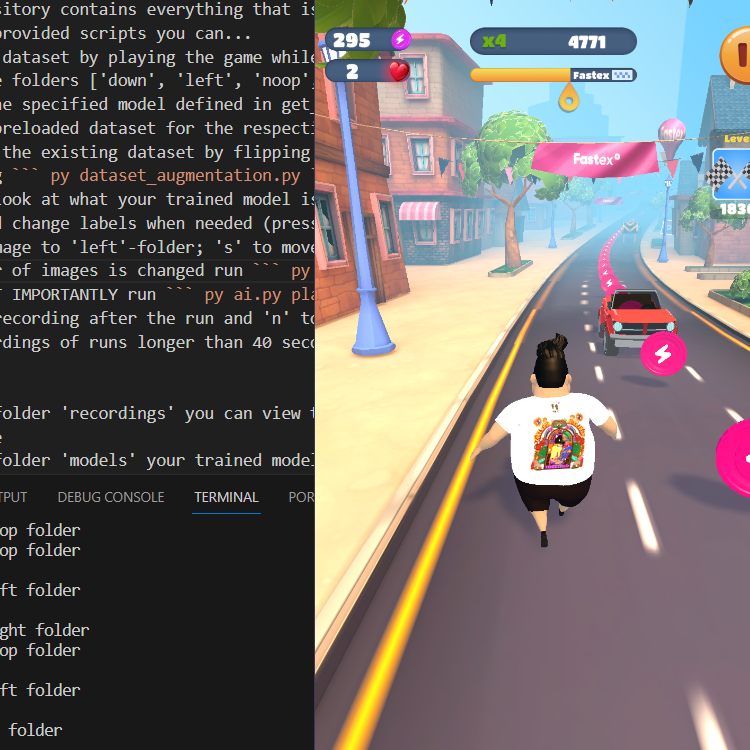 sitory contains everything that is
provided scripts you can...
dataset by playing the game while
e folders ['down', 'left', 'noop',
he specified model defined in get_
preloaded dataset for the respecti
the existing dataset by flipping
g ``` py dataset_augmentation.py `
look at what your trained model is
d change labels when needed (press
mage to 'left'-folder; 's' to move
r of images is changed run ``` py
T IMPORTANTLY run ``` py ai.py pla
recording after the run and 'n' to
rdings of runs longer than 40 seco
folder 'recordings' you can view t
e
folder 'models' your trained model
TPUT DEBUG CONSOLE TERMINAL POR
op folder
op folder
ft folder
ght folder
op folder
ft folder
folder
295
2
x4 4771
Fastex
Fastex
Fastex
Leve
1830